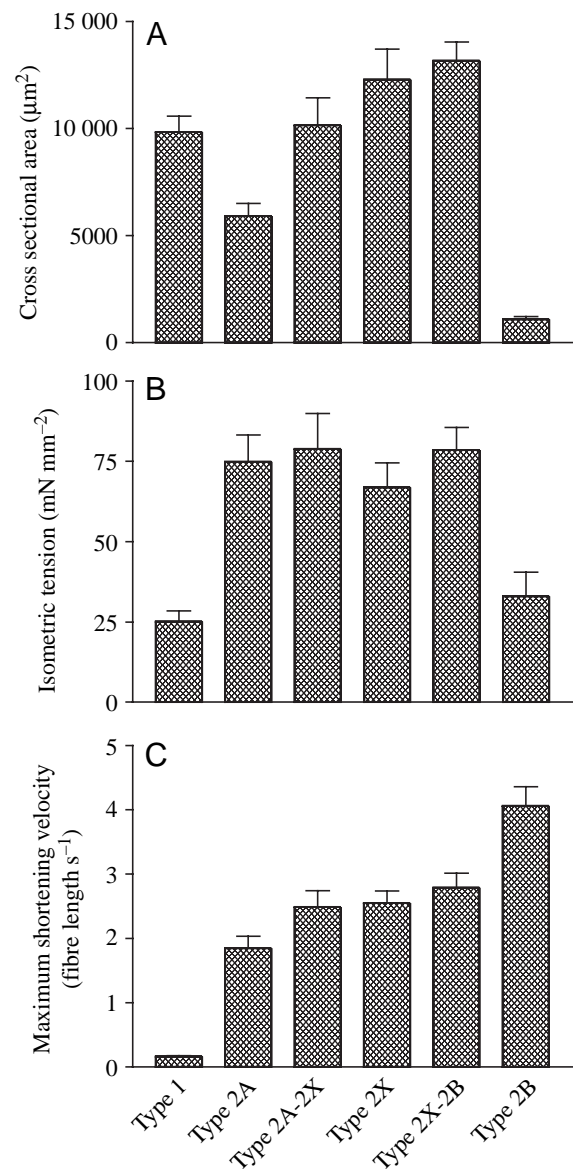 A
15 000
10 000
5000
0
Cross sectional area (μm²)
B
100
75
50
25
0
Isometric tension (mN mm⁻²)
C
5
4
3
2
1
0
Maximum shortening velocity
(fibre length s⁻¹)
Type 1
Type 2A
Type 2A-2X
Type 2X
Type 2X-2B
Type 2B